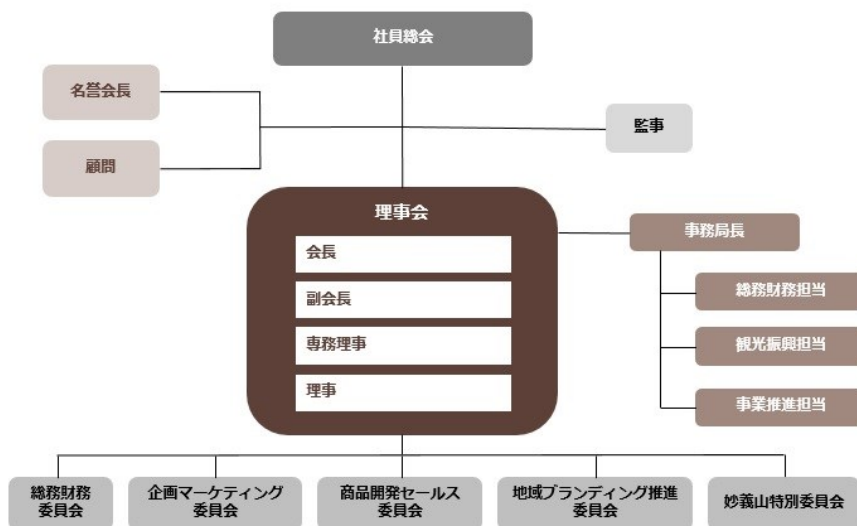 社員総会
名誉会長
監事
顧問
理事会
会長
副会長
専務理事
理事
事務局長
総務財務担当
観光振興担当
事業推進担当
総務財務
委員会
企画マーケティング
委員会
商品開発セールス
委員会
地域ブランディング推進
委員会
妙義山特別委員会